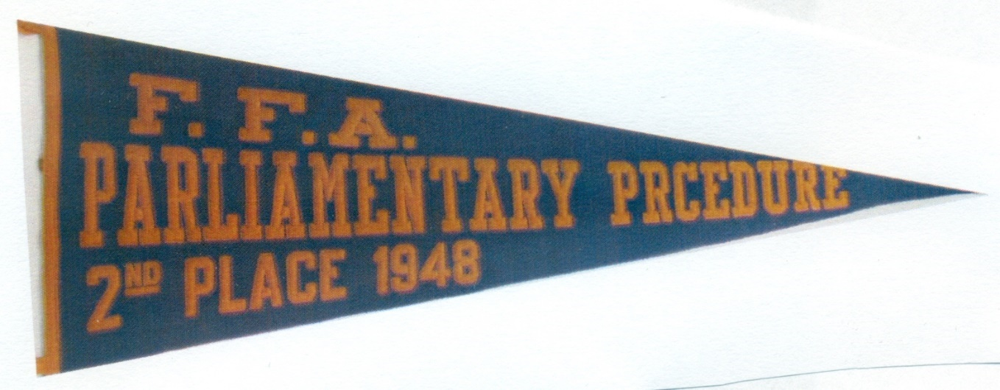 F.F.A.
PARLIAMENTARY PRCEDURE
2ND PLACE 1948